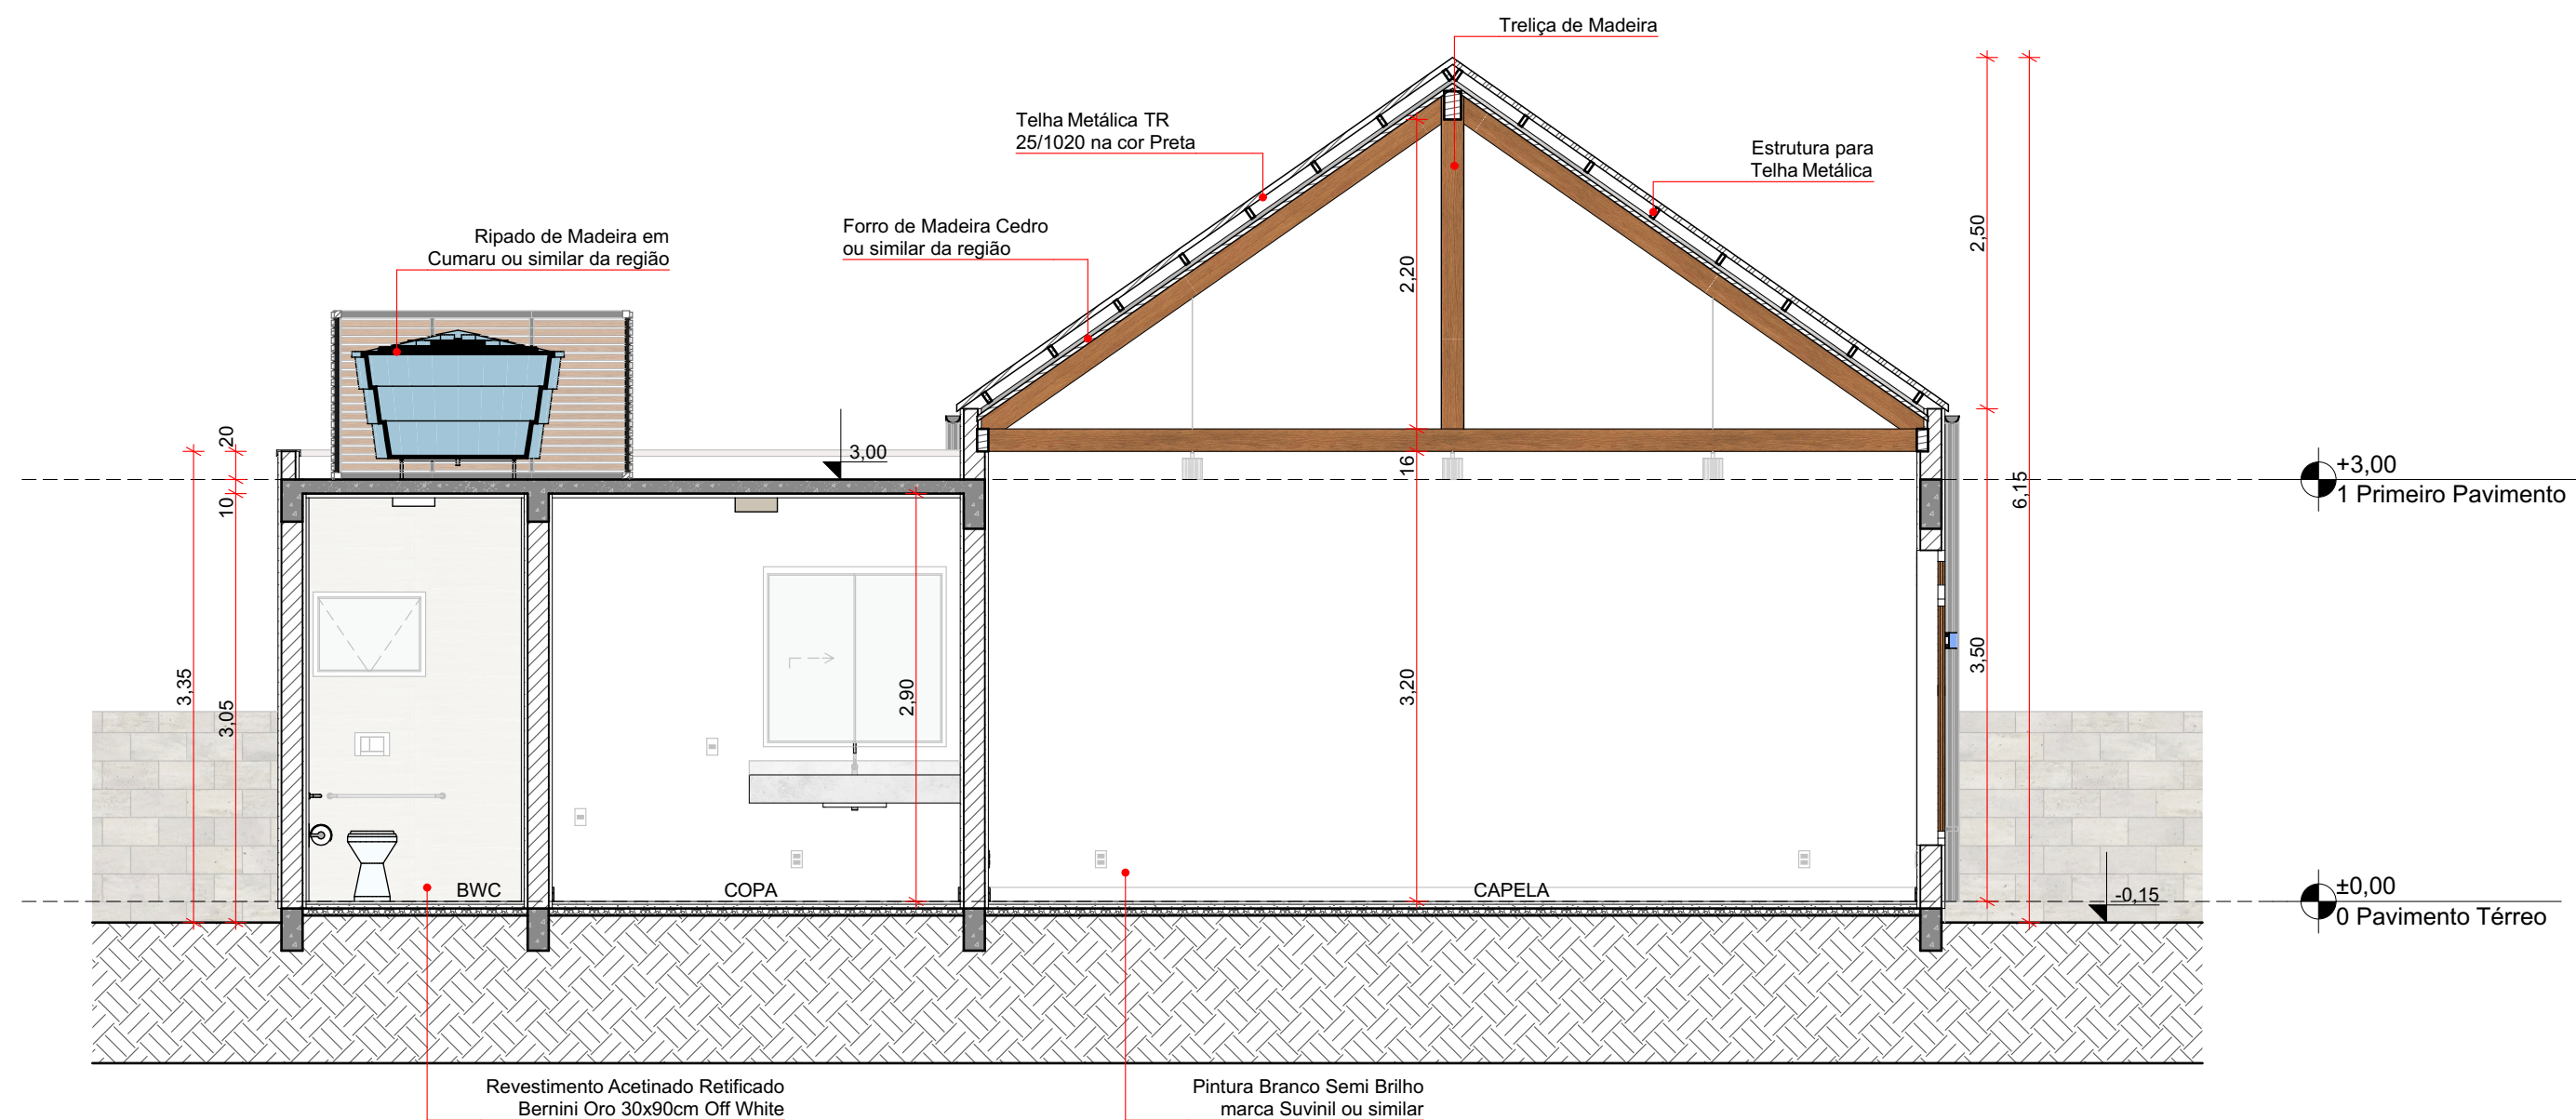 Treliça de Madeira
Telha Metálica TR
25/1020 na cor Preta
Estrutura para
Telha Metálica
Forro de Madeira Cedro
ou similar da região
Ripado de Madeira em
Cumaru ou similar da região
2,50
2,20
6,15
20
10
3,00
16
+3,00
1 Primeiro Pavimento
3,35
3,05
2,90
3,20
3,50
BWC
COPA
CAPELA
-0,15
±0,00
0 Pavimento Térreo
Revestimento Acetinado Retificado
Bernini Oro 30x90cm Off White
Pintura Branco Semi Brilho
marca Suvinil ou similar